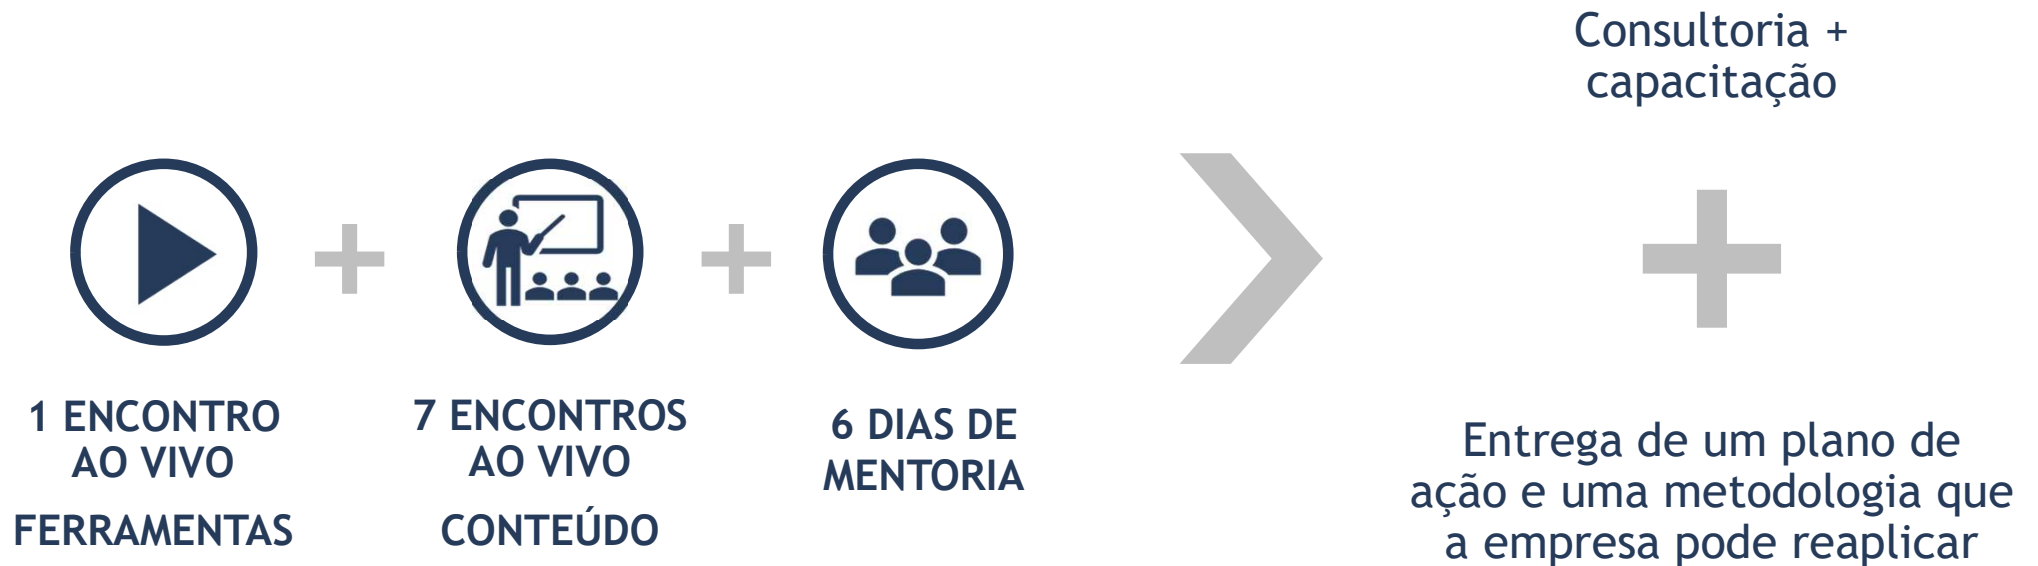 1 ENCONTRO
AO VIVO
FERRAMENTAS
7 ENCONTROS
AO VIVO
CONTEÚDO
6 DIAS DE
MENTORIA
Consultoria +
capacitação
Entrega de um plano de
ação e uma metodologia que
a empresa pode reaplicar